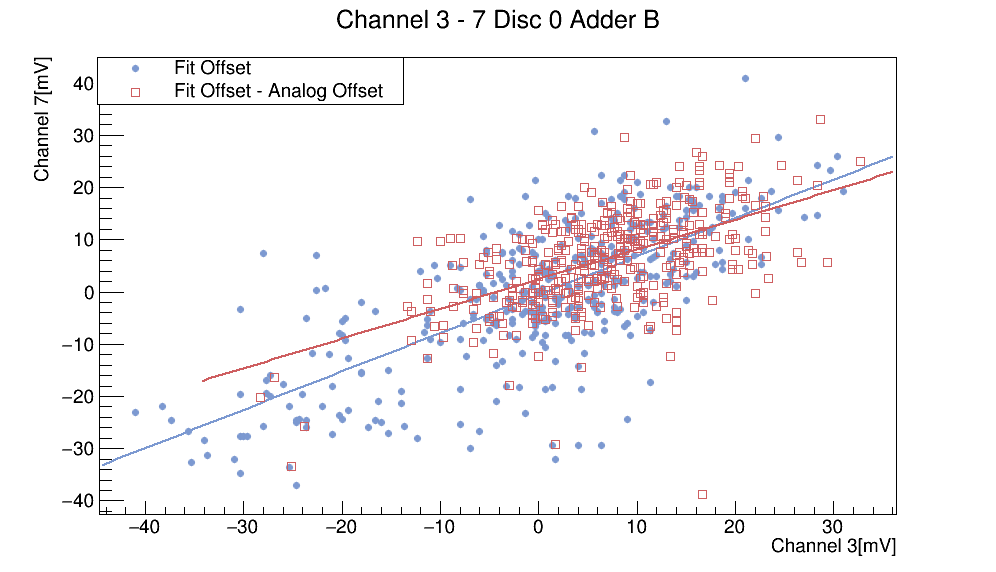 Channel 3 - 7 Disc 0 Adder B
Channel 7[mV]
Fit Offset
Fit Offset - Analog Offset
40
30
20
10
0
−10
−20
−30
−40
−40 −30 −20 −10 0 10 20 30
Channel 3[mV]